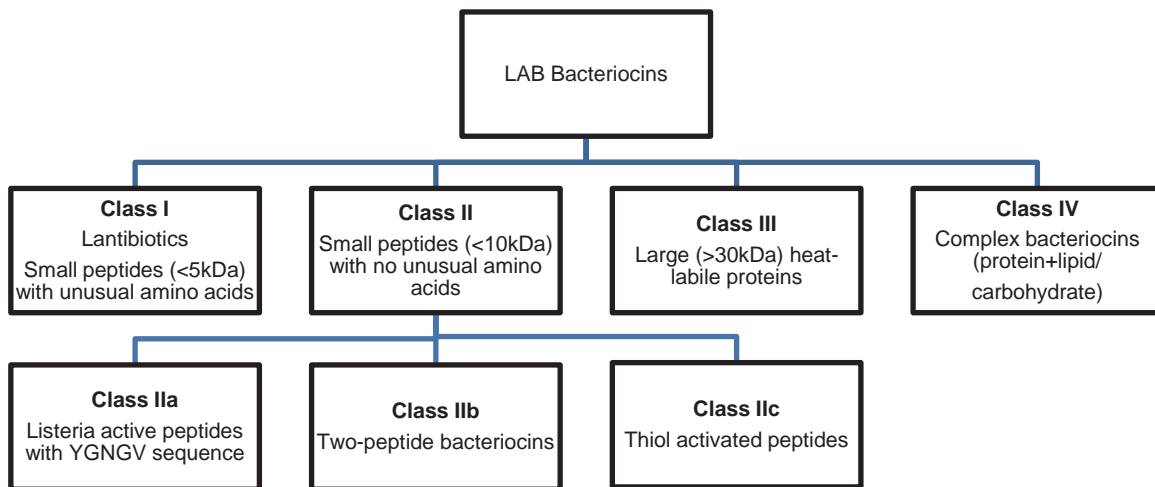 LAB Bacteriocins
Class I
Lantibiotics
Small peptides (<5kDa)
with unusual amino acids
Class II
Small peptides (<10kDa)
with no unusual amino
acids
Class III
Large (>30kDa) heat-
labile proteins
Class IV
Complex bacteriocins
(protein+lipid/
carbohydrate)
Class IIa
Listeria active peptides
with YGNGV sequence
Class IIb
Two-peptide bacteriocins
Class IIc
Thiol activated peptides